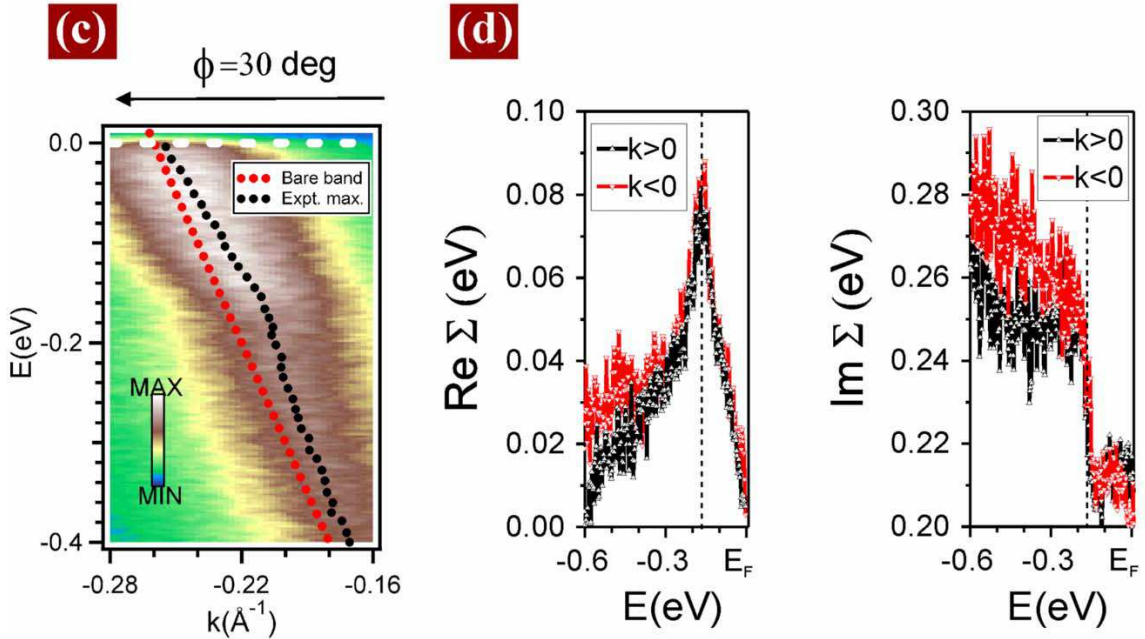 (c)
ϕ =30 deg
0.0
-0.2
-0.4
E(eV)
Bare band
Expt. max.
MAX
MIN
-0.28
-0.22
-0.16
k(Å⁻¹)
(d)
0.10
0.08
0.06
0.04
0.02
0.00
Re Σ (eV)
k>0
k<0
-0.6
-0.3
E_F
E(eV)
0.30
0.28
0.26
0.24
0.22
0.20
Im Σ (eV)
k>0
k<0
-0.6
-0.3
E_F
E(eV)